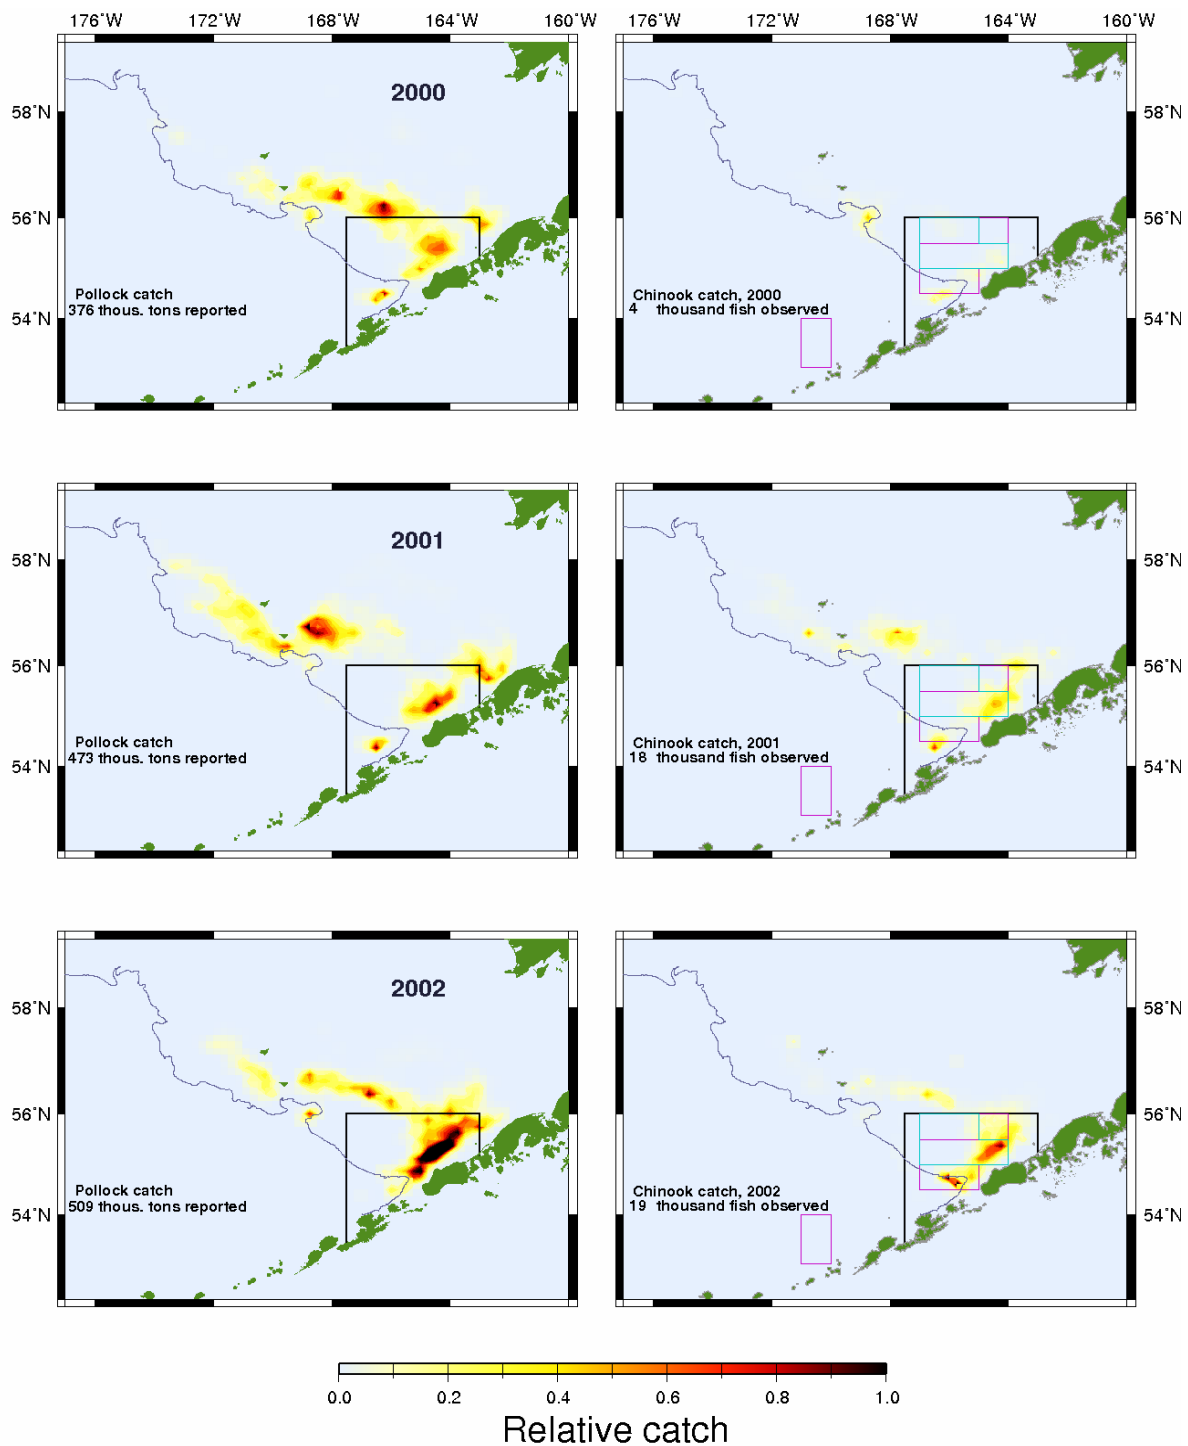 176°W 172°W 168°W 164°W 160°W 176°W 172°W 168°W 164°W 160°W
2000
58°N 58°N
56°N 56°N
Pollock catch
376 thous. tons reported
Chinook catch, 2000
4 thousand fish observed
54°N 54°N
2001
58°N 58°N
56°N 56°N
Pollock catch
473 thous. tons reported
Chinook catch, 2001
18 thousand fish observed
54°N 54°N
2002
58°N 58°N
56°N 56°N
Pollock catch
509 thous. tons reported
Chinook catch, 2002
19 thousand fish observed
54°N 54°N
0.0 0.2 0.4 0.6 0.8 1.0
Relative catch